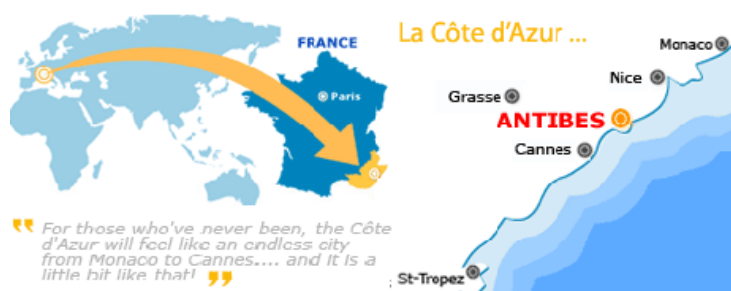 FRANCE
Paris
La Côte d'Azur ...
Monaco
Nice
Grasse
ANTIBES
Cannes
St-Tropez
" For those who've never been, the Côte
d'Azur will feel like an endless city
from Monaco to Cannes.... and It Is a
little bit like that! "